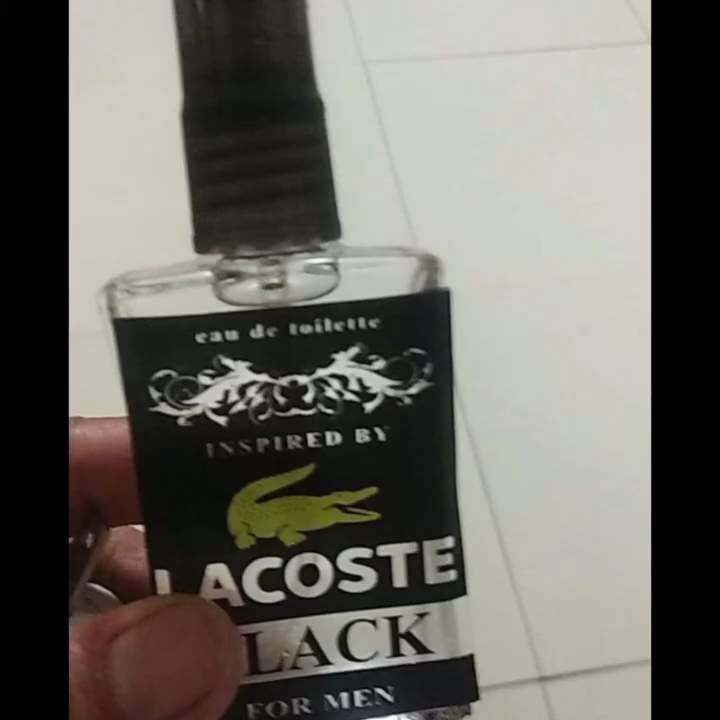 eau de toilette
INSPIRED BY
LACOSTE
LACK
FOR MEN